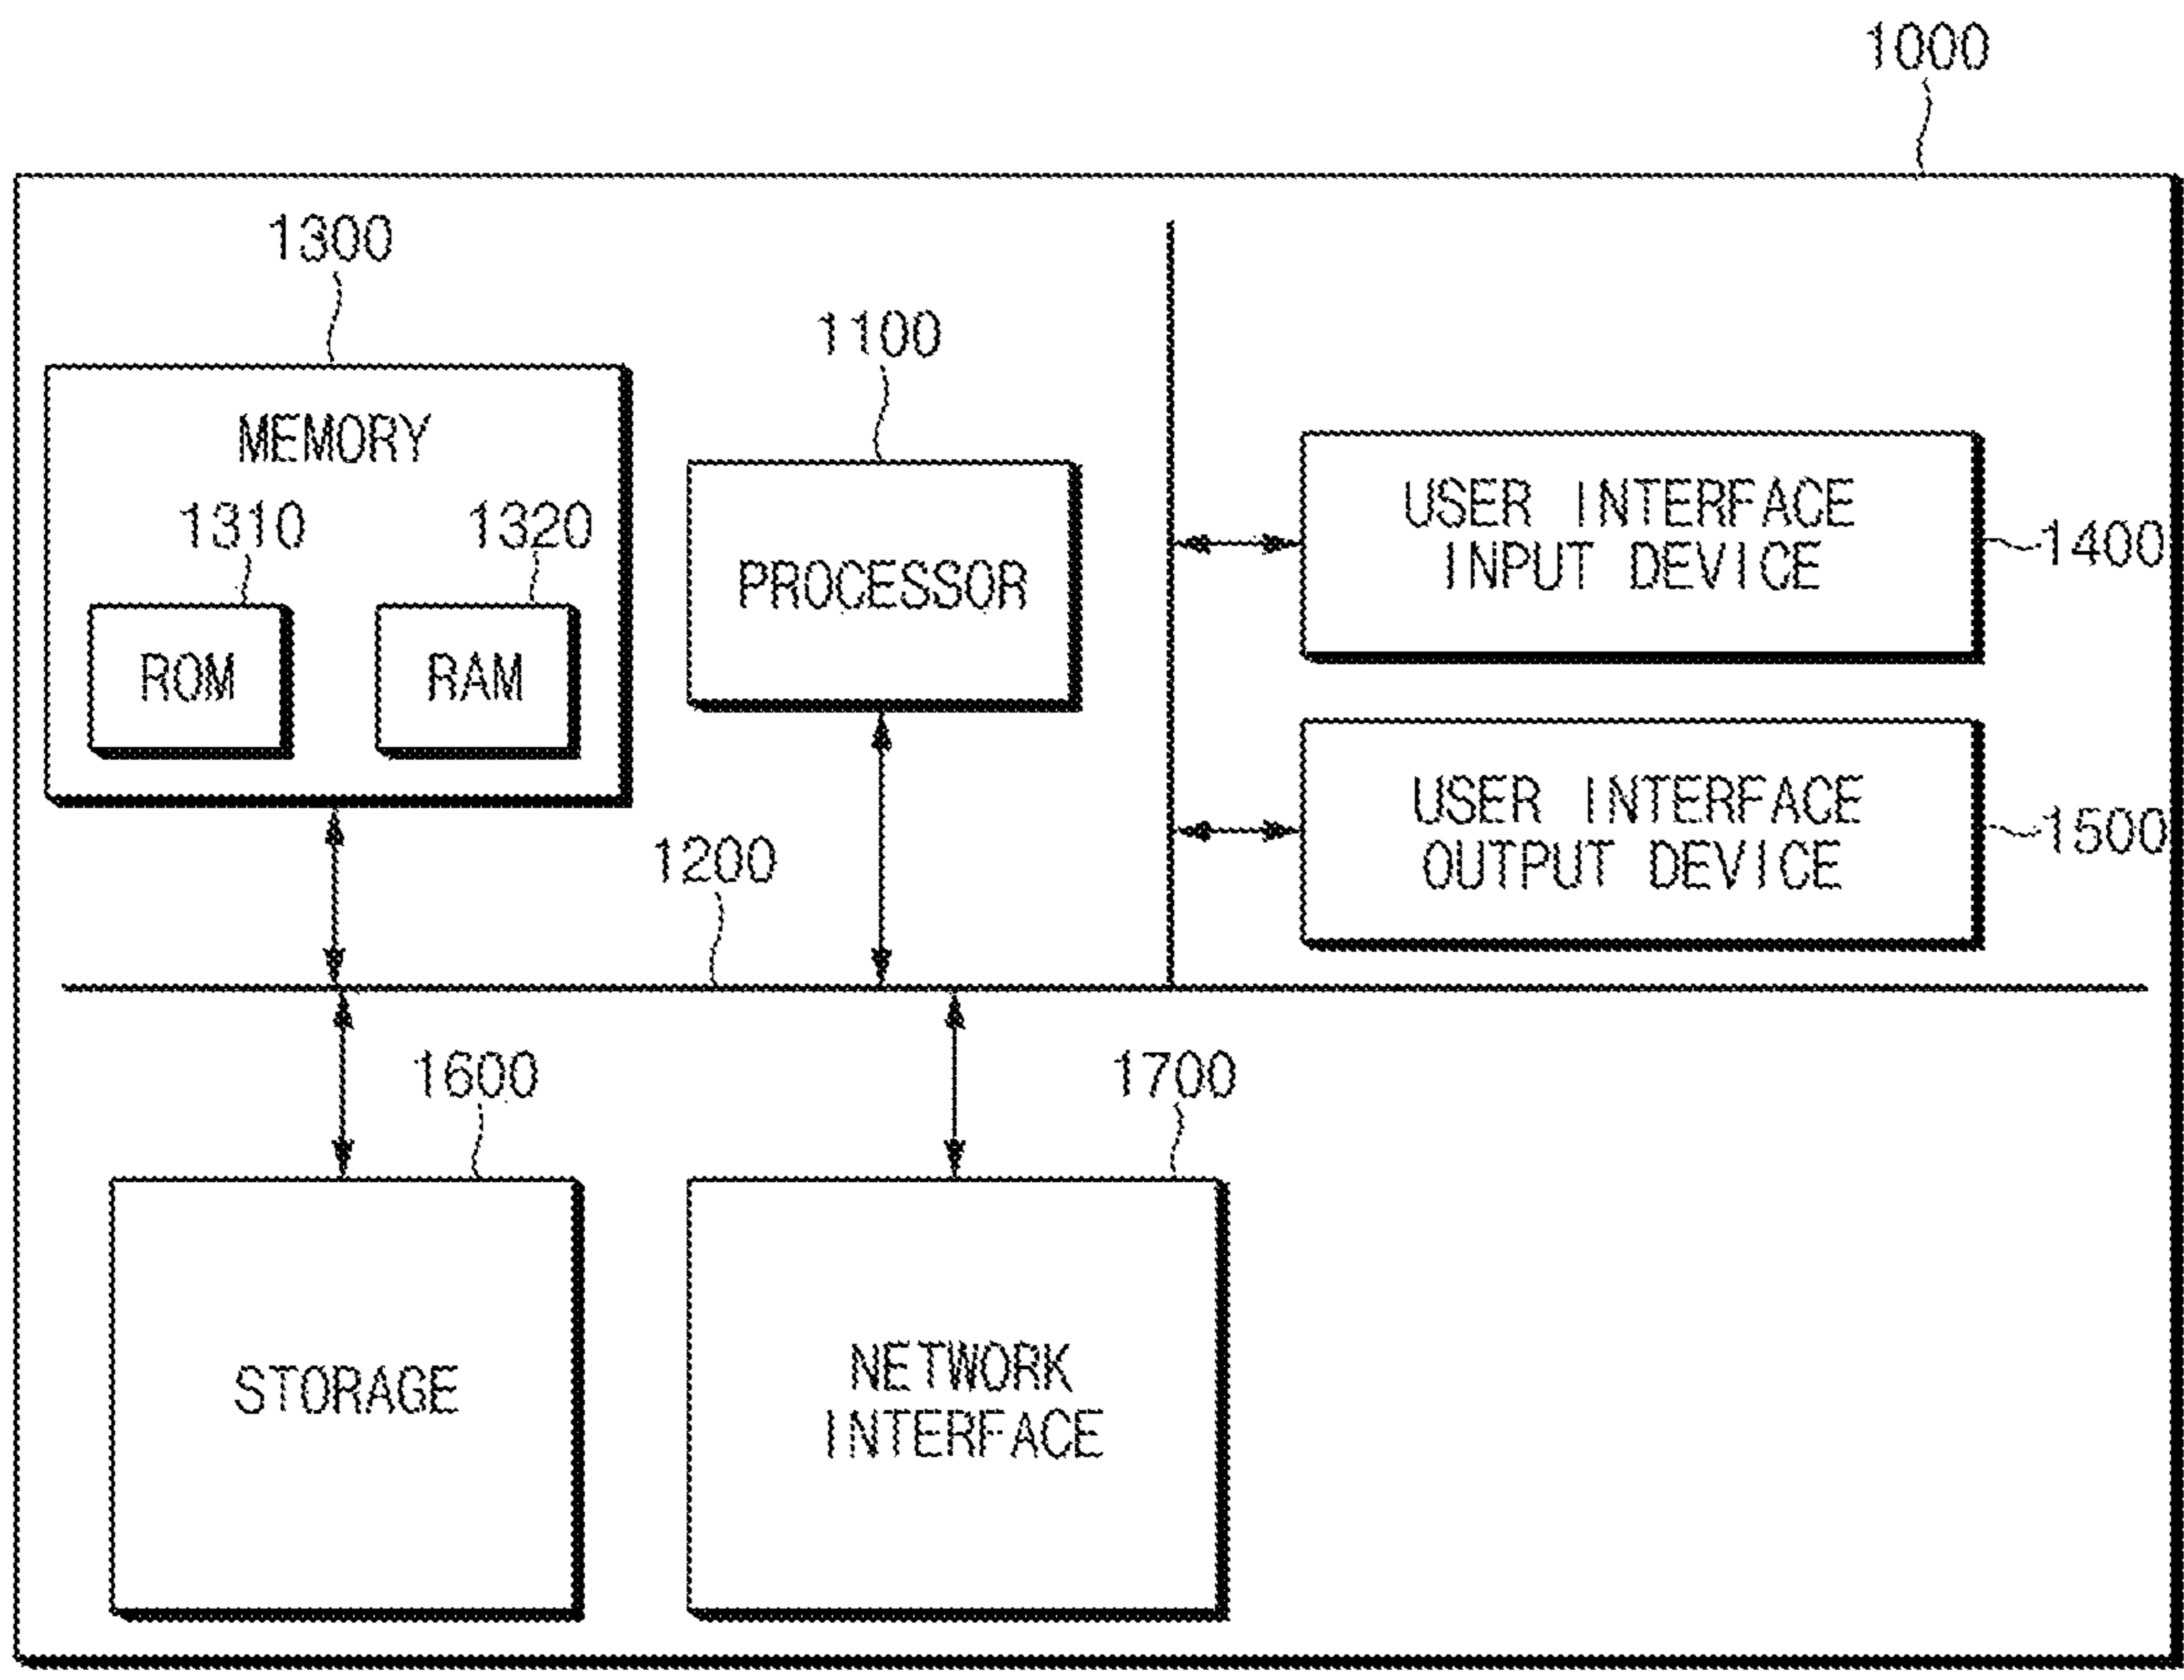 1000
1300
1100
MEMORY
1310
1320
ROM
RAM
PROCESSOR
USER INTERFACE
INPUT DEVICE
1400
USER INTERFACE
OUTPUT DEVICE
1500
1200
1600
1700
STORAGE
NETWORK
INTERFACE